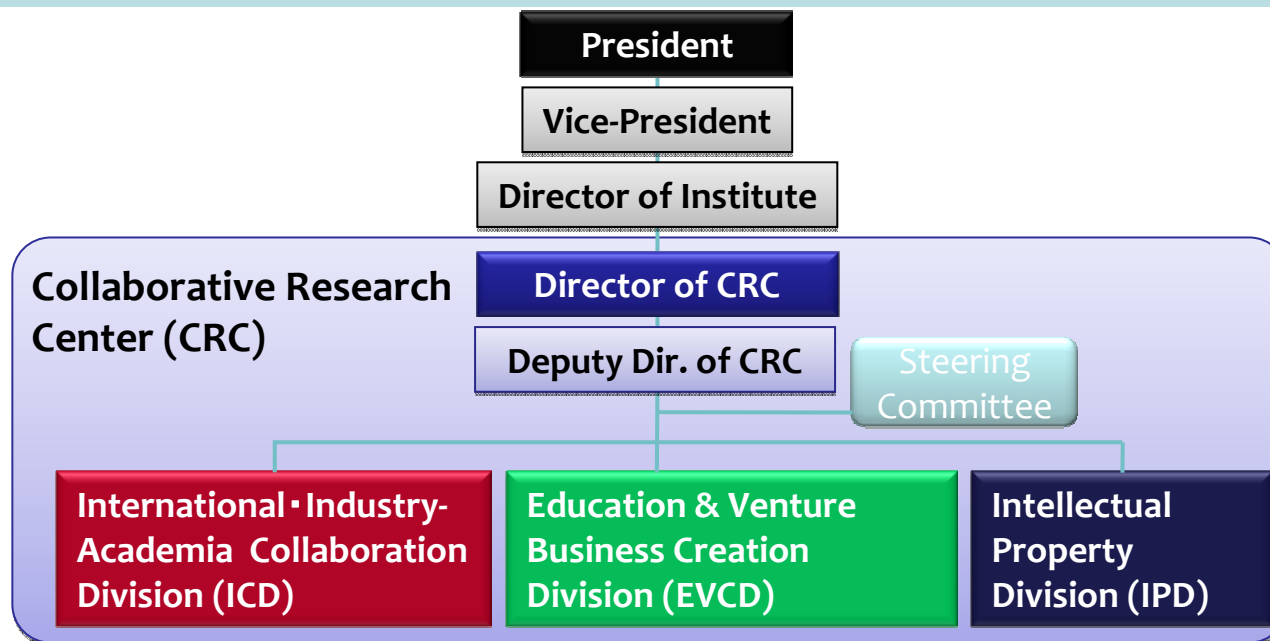 President
Vice-President
Director of Institute
Collaborative Research
Center (CRC)
Director of CRC
Deputy Dir. of CRC
Steering
Committee
International・Industry-
Academia Collaboration
Division (ICD)
Education & Venture
Business Creation
Division (EVCD)
Intellectual
Property
Division (IPD)